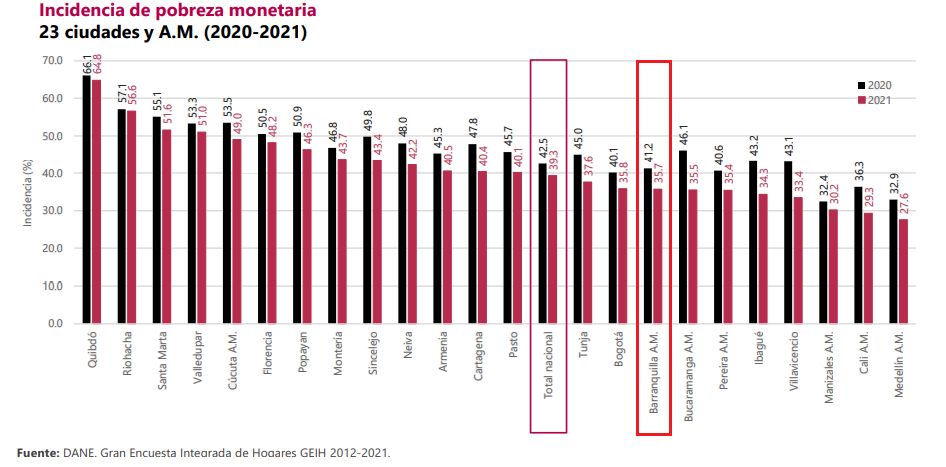 Incidencia de pobreza monetaria
23 ciudades y A.M. (2020-2021)
Incidencia (%)
70.0
60.0
50.0
40.0
30.0
20.0
10.0
0.0
2020
2021
66.1 64.8
57.1 56.6
55.1 51.6
53.3 51.0
53.5 49.0
50.5 48.2
50.9 46.3
46.8 43.7
49.8 43.4
48.0 42.2
45.3 40.5
47.8 40.4
45.7 40.1
42.5 39.3
45.0 37.6
40.1 35.8
41.2 35.7
46.1 35.5
40.6 35.4
43.2 34.3
43.1 33.4
32.4 30.2
36.3 29.3
32.9 27.6
Quibdó
Riohacha
Santa Marta
Valledupar
Cúcuta A.M.
Florencia
Popayan
Montería
Sincelejo
Neiva
Armenia
Cartagena
Pasto
Total nacional
Tunja
Bogotá
Barranquilla A.M.
Bucaramanga A.M.
Pereira A.M.
Ibagué
Villavicencio
Manizales A.M.
Cali A.M.
Medellín A.M.
Fuente: DANE. Gran Encuesta Integrada de Hogares GEIH 2012-2021.